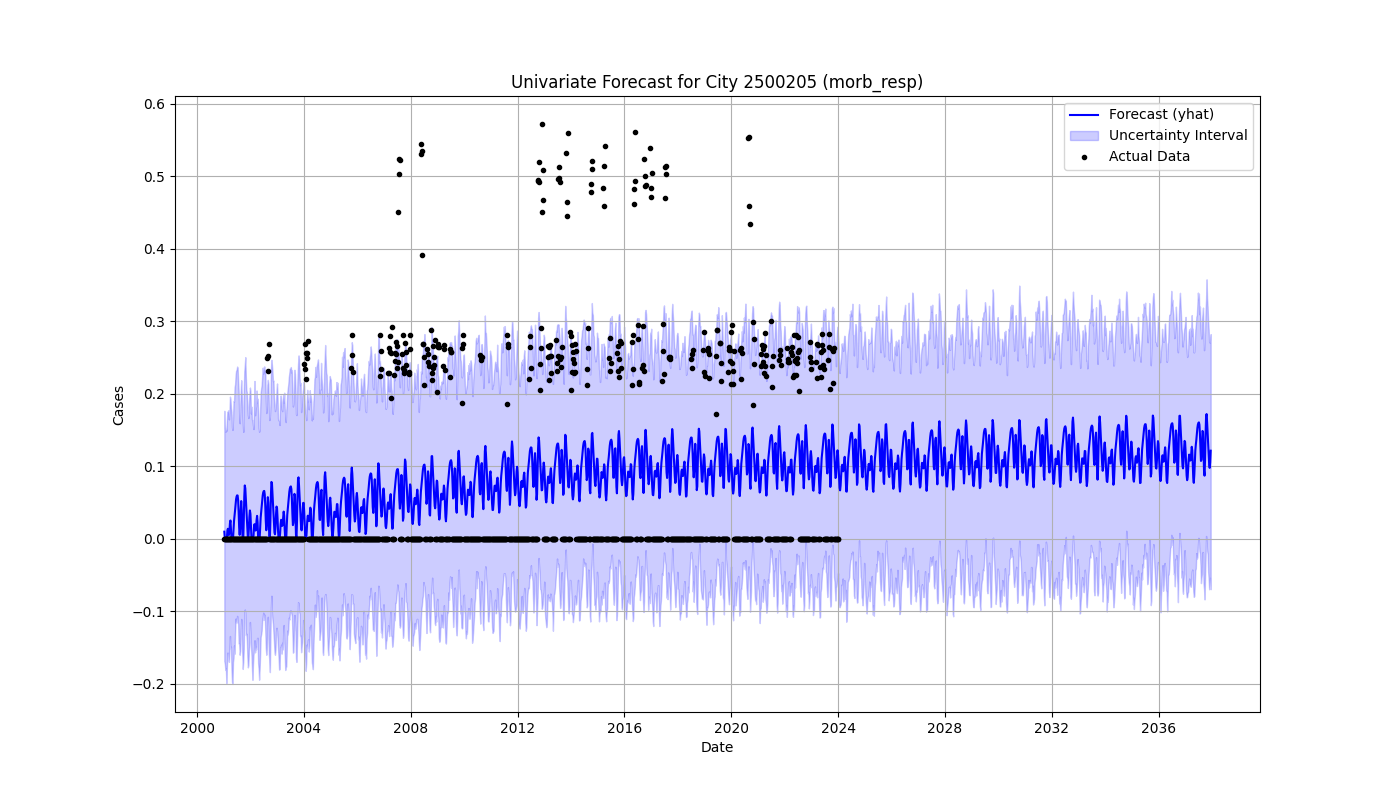 Univariate Forecast for City 2500205 (morb_resp)
Forecast (yhat)
Uncertainty Interval
Actual Data
Cases
0.6
0.5
0.4
0.3
0.2
0.1
0.0
−0.1
−0.2
2000 2004 2008 2012 2016 2020 2024 2028 2032 2036
Date